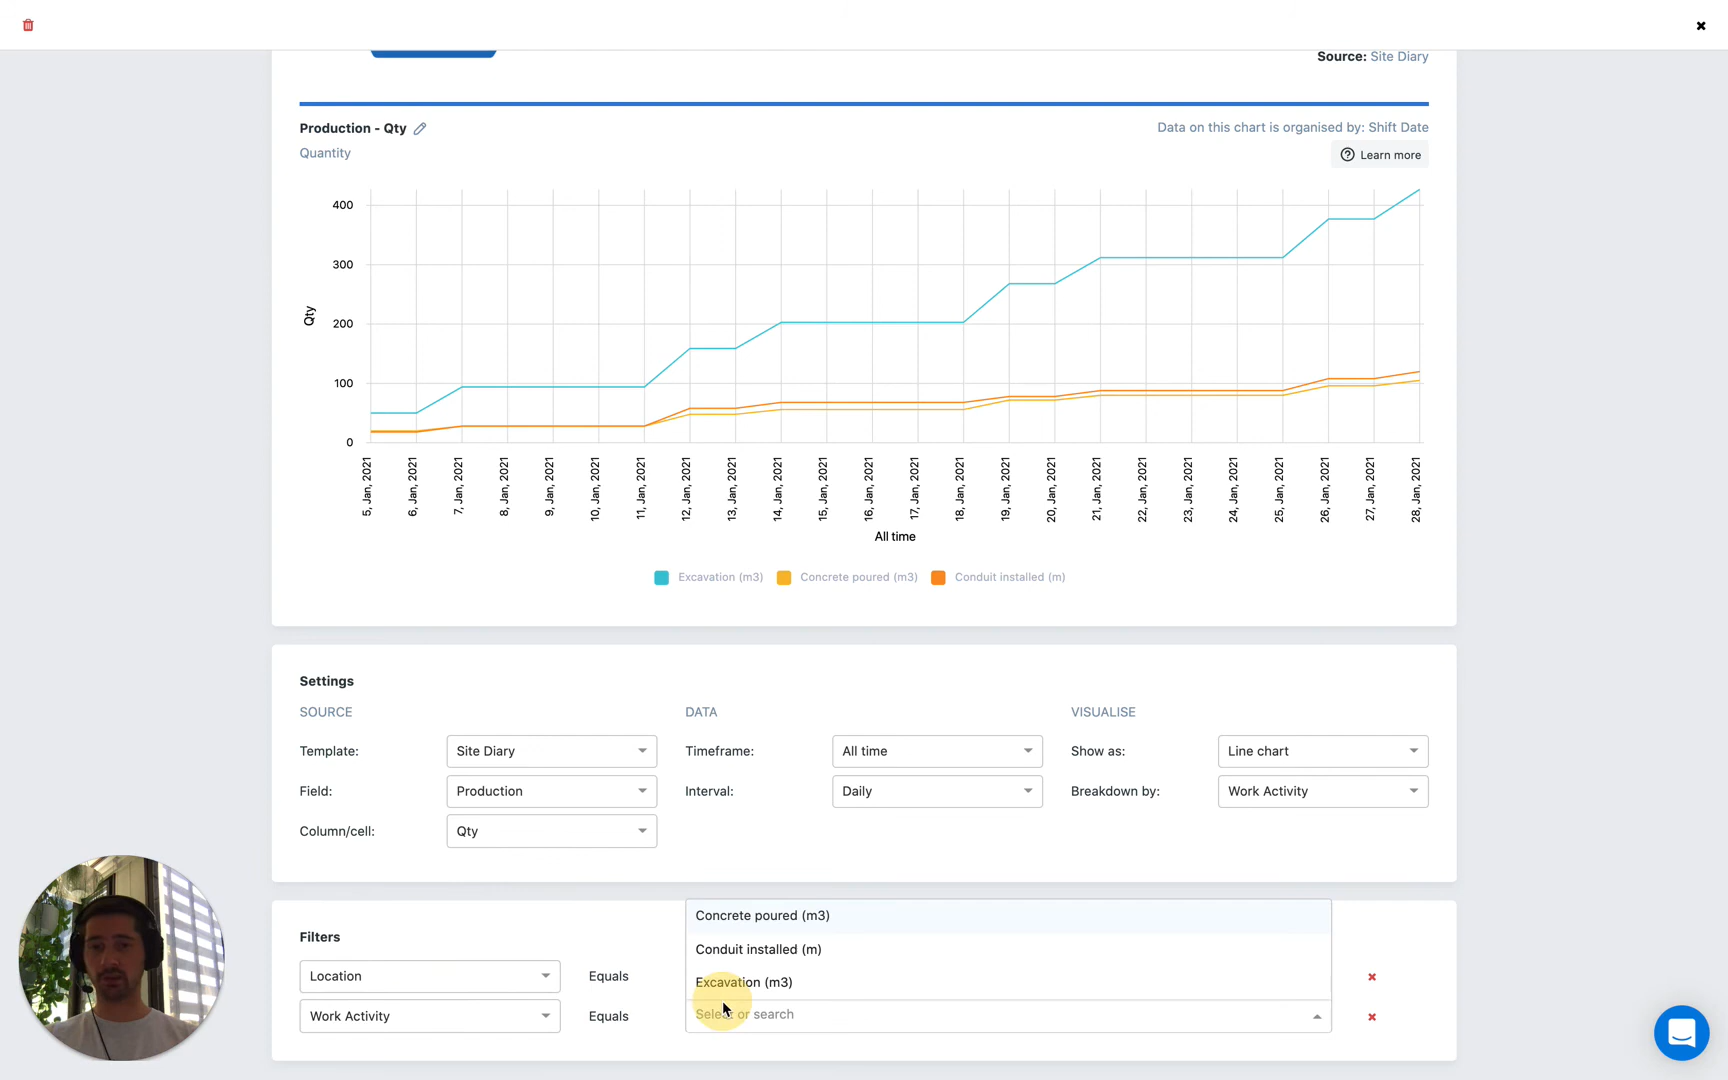 Source: Site Diary
Production - Qty
Data on this chart is organised by: Shift Date
Quantity
Learn more
400
300
200
100
0
Qty
5, Jan, 2021
6, Jan, 2021
7, Jan, 2021
8, Jan, 2021
9, Jan, 2021
10, Jan, 2021
11, Jan, 2021
12, Jan, 2021
13, Jan, 2021
14, Jan, 2021
15, Jan, 2021
16, Jan, 2021
17, Jan, 2021
18, Jan, 2021
19, Jan, 2021
20, Jan, 2021
21, Jan, 2021
22, Jan, 2021
23, Jan, 2021
24, Jan, 2021
25, Jan, 2021
26, Jan, 2021
27, Jan, 2021
28, Jan, 2021
All time
Excavation (m3) Concrete poured (m3) Conduit installed (m)
Settings
SOURCE DATA VISUALISE
Template: Site Diary Timeframe: All time Show as: Line chart
Field: Production Interval: Daily Breakdown by: Work Activity
Column/cell: Qty
Filters
Concrete poured (m3)
Conduit installed (m)
Location Equals
Excavation (m3)
Work Activity Equals Select or search